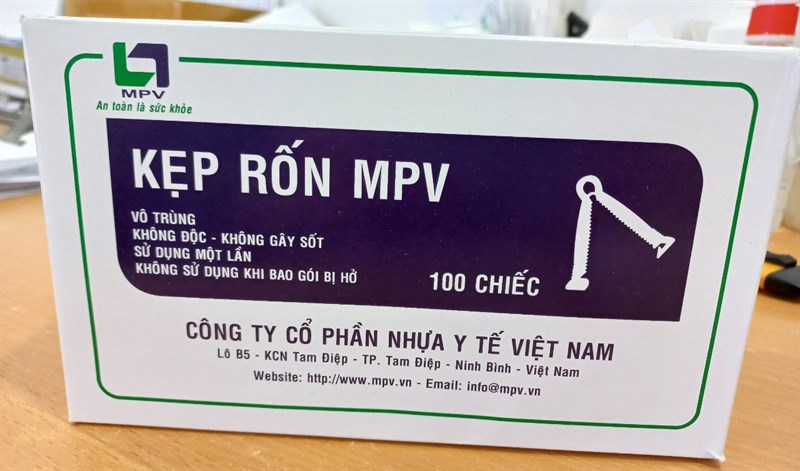 MPV
An toàn là sức khỏe
KẸP RỐN MPV
VÔ TRÙNG
KHÔNG ĐỘC - KHÔNG GÂY SỐT
SỬ DỤNG MỘT LẦN
KHÔNG SỬ DỤNG KHI BAO GÓI BỊ HỞ
100 CHIẾC
CÔNG TY CỔ PHẦN NHỰA Y TẾ VIỆT NAM
Lô B5 - KCN Tam Điệp - TP. Tam Điệp - Ninh Bình - Việt Nam
Website: http://www.mpv.vn - Email: info@mpv.vn